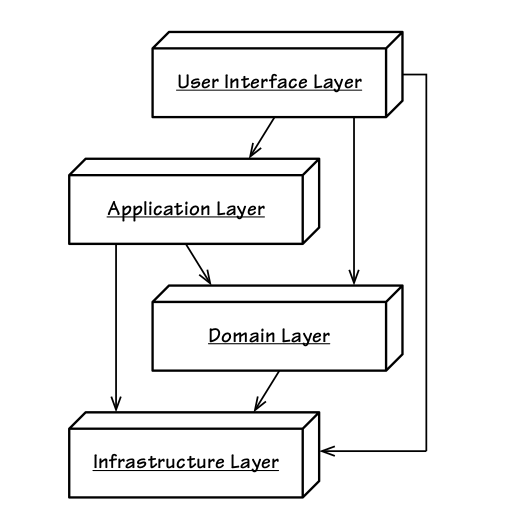 User Interface Layer
Application Layer
Domain Layer
Infrastructure Layer